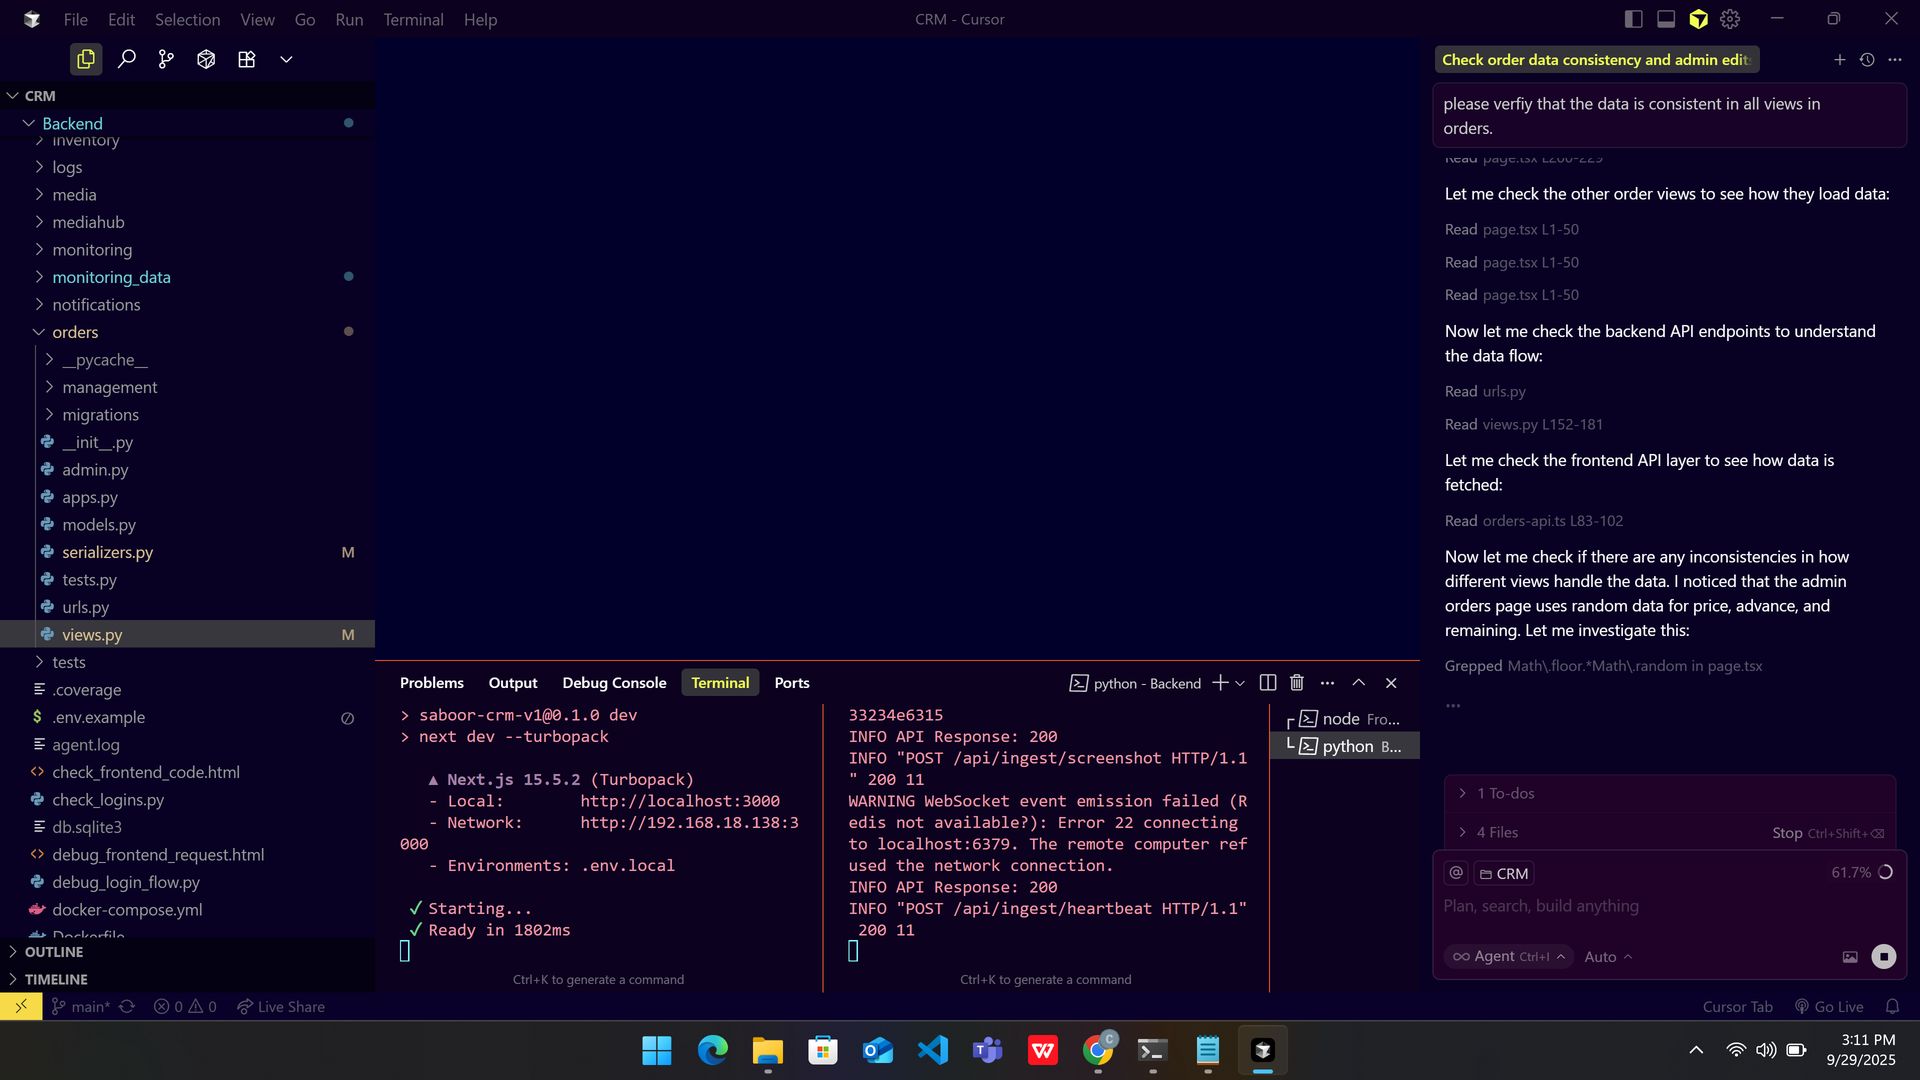 File Edit Selection View Go Run Terminal Help
CRM - Cursor
CRM
Backend
inventory
logs
media
mediahub
monitoring
monitoring_data
notifications
orders
__pycache__
management
migrations
__init__.py
admin.py
apps.py
models.py
serializers.py M
tests.py
urls.py
views.py M
tests
.coverage
.env.example
agent.log
check_frontend_code.html
check_logins.py
db.sqlite3
debug_frontend_request.html
debug_login_flow.py
docker-compose.yml
Dockerfile
OUTLINE
TIMELINE
Problems Output Debug Console Terminal Ports
python - Backend
> saboor-crm-v1@0.1.0 dev
> next dev --turbopack
▲ Next.js 15.5.2 (Turbopack)
- Local: http://localhost:3000
- Network: http://192.168.18.138:3
000
- Environments: .env.local
✓ Starting...
✓ Ready in 1802ms
Ctrl+K to generate a command
33234e6315
INFO API Response: 200
INFO "POST /api/ingest/screenshot HTTP/1.1
" 200 11
WARNING WebSocket event emission failed (R
edis not available?): Error 22 connecting
to localhost:6379. The remote computer ref
used the network connection.
INFO API Response: 200
INFO "POST /api/ingest/heartbeat HTTP/1.1"
200 11
Ctrl+K to generate a command
node Fro...
python B...
Check order data consistency and admin edit
please verfiy that the data is consistent in all views in
orders.
Read page.tsx L200-229
Let me check the other order views to see how they load data:
Read page.tsx L1-50
Read page.tsx L1-50
Read page.tsx L1-50
Now let me check the backend API endpoints to understand
the data flow:
Read urls.py
Read views.py L152-181
Let me check the frontend API layer to see how data is
fetched:
Read orders-api.ts L83-102
Now let me check if there are any inconsistencies in how
different views handle the data. I noticed that the admin
orders page uses random data for price, advance, and
remaining. Let me investigate this:
Grepped Math\.floor.*Math\.random in page.tsx
...
1 To-dos
4 Files Stop Ctrl+Shift+⌫
@ CRM 61.7%
Plan, search, build anything
Agent Ctrl+I Auto
main* 0 0 Live Share
Cursor Tab Go Live
3:11 PM
9/29/2025